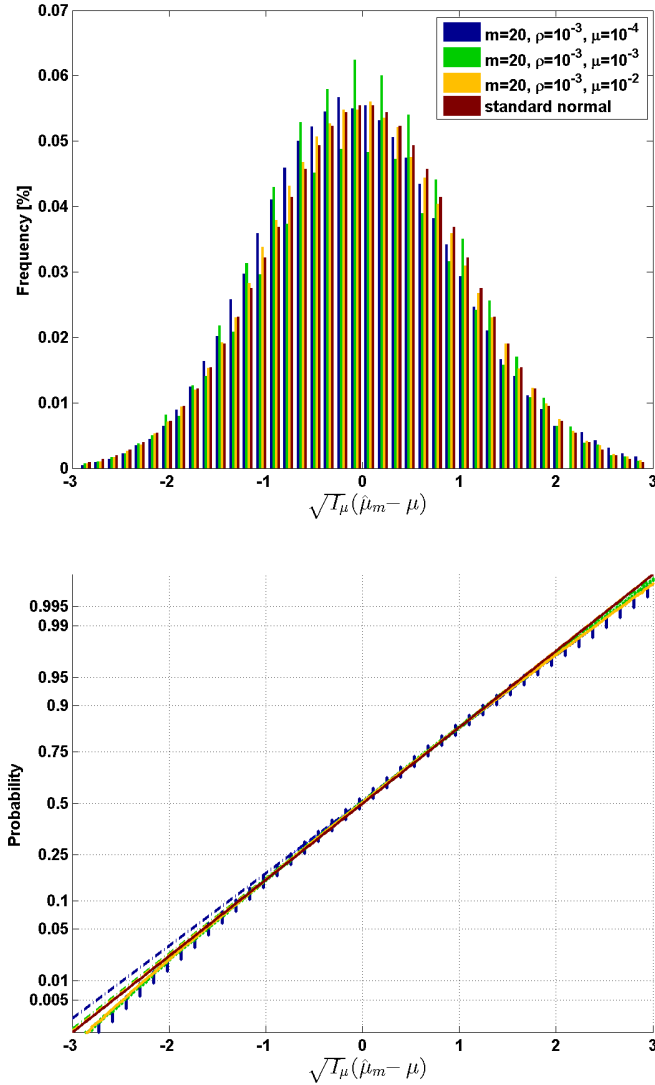 0.07
0.06
0.05
0.04
0.03
0.02
0.01
0
Frequency [%]
m=20, ρ=10⁻³, μ=10⁻⁴
m=20, ρ=10⁻³, μ=10⁻³
m=20, ρ=10⁻³, μ=10⁻²
standard normal
-3 -2 -1 0 1 2 3
√I_μ(μ̂_m − μ)
0.995
0.99
0.95
0.9
0.75
0.5
0.25
0.1
0.05
0.01
0.005
Probability
-3 -2 -1 0 1 2 3
√I_μ(μ̂_m − μ)